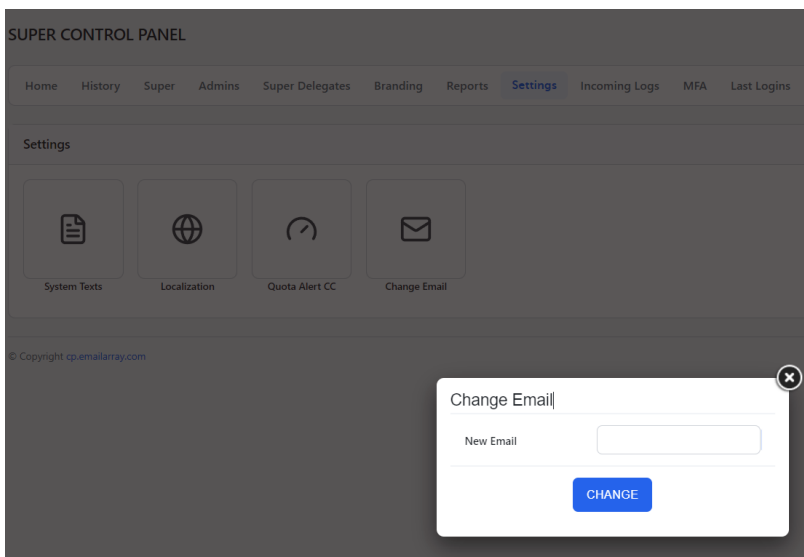 SUPER CONTROL PANEL
Home History Super Admins Super Delegates Branding Reports Settings Incoming Logs MFA Last Logins
Settings
System Texts Localization Quota Alert CC Change Email
© Copyright cp.emailarray.com
Change Email
New Email
CHANGE